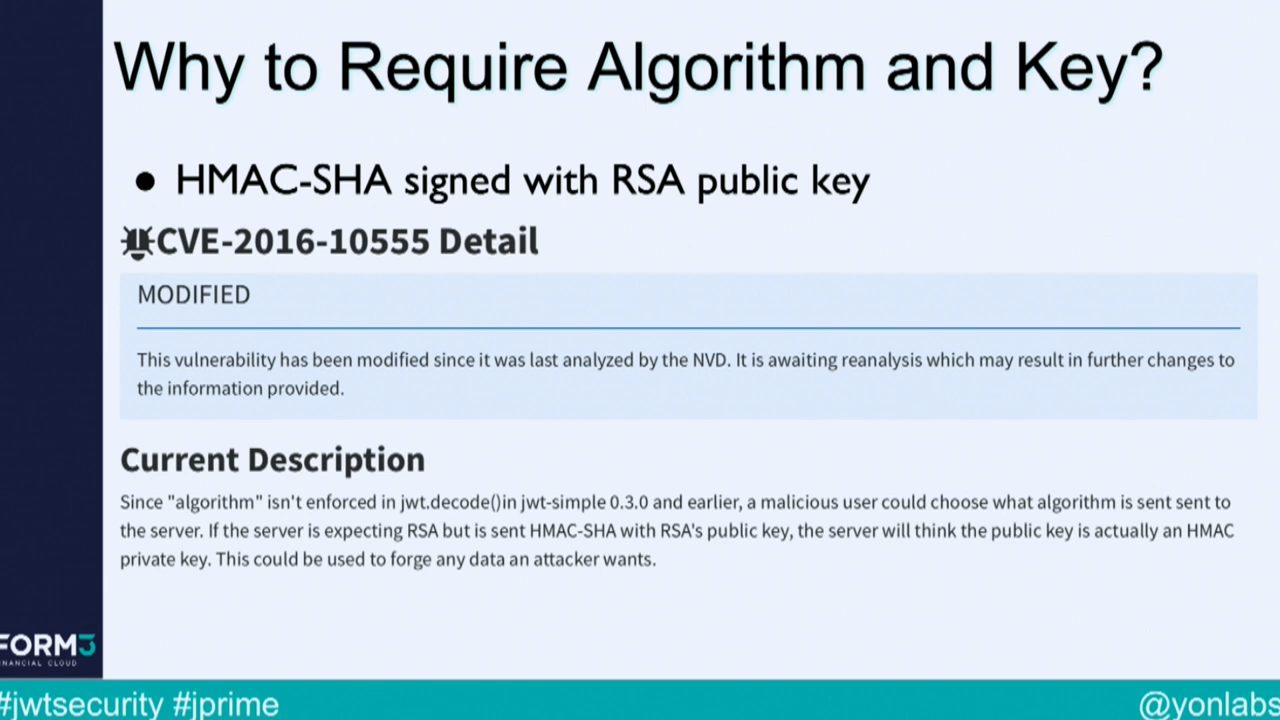 Why to Require Algorithm and Key?
● HMAC-SHA signed with RSA public key
CVE-2016-10555 Detail
MODIFIED
This vulnerability has been modified since it was last analyzed by the NVD. It is awaiting reanalysis which may result in further changes to
the information provided.
Current Description
Since "algorithm" isn't enforced in jwt.decode()in jwt-simple 0.3.0 and earlier, a malicious user could choose what algorithm is sent sent to
the server. If the server is expecting RSA but is sent HMAC-SHA with RSA's public key, the server will think the public key is actually an HMAC
private key. This could be used to forge any data an attacker wants.
FORM3
INANCIAL CLOUD
#jwtsecurity #jprime
@yonlabs